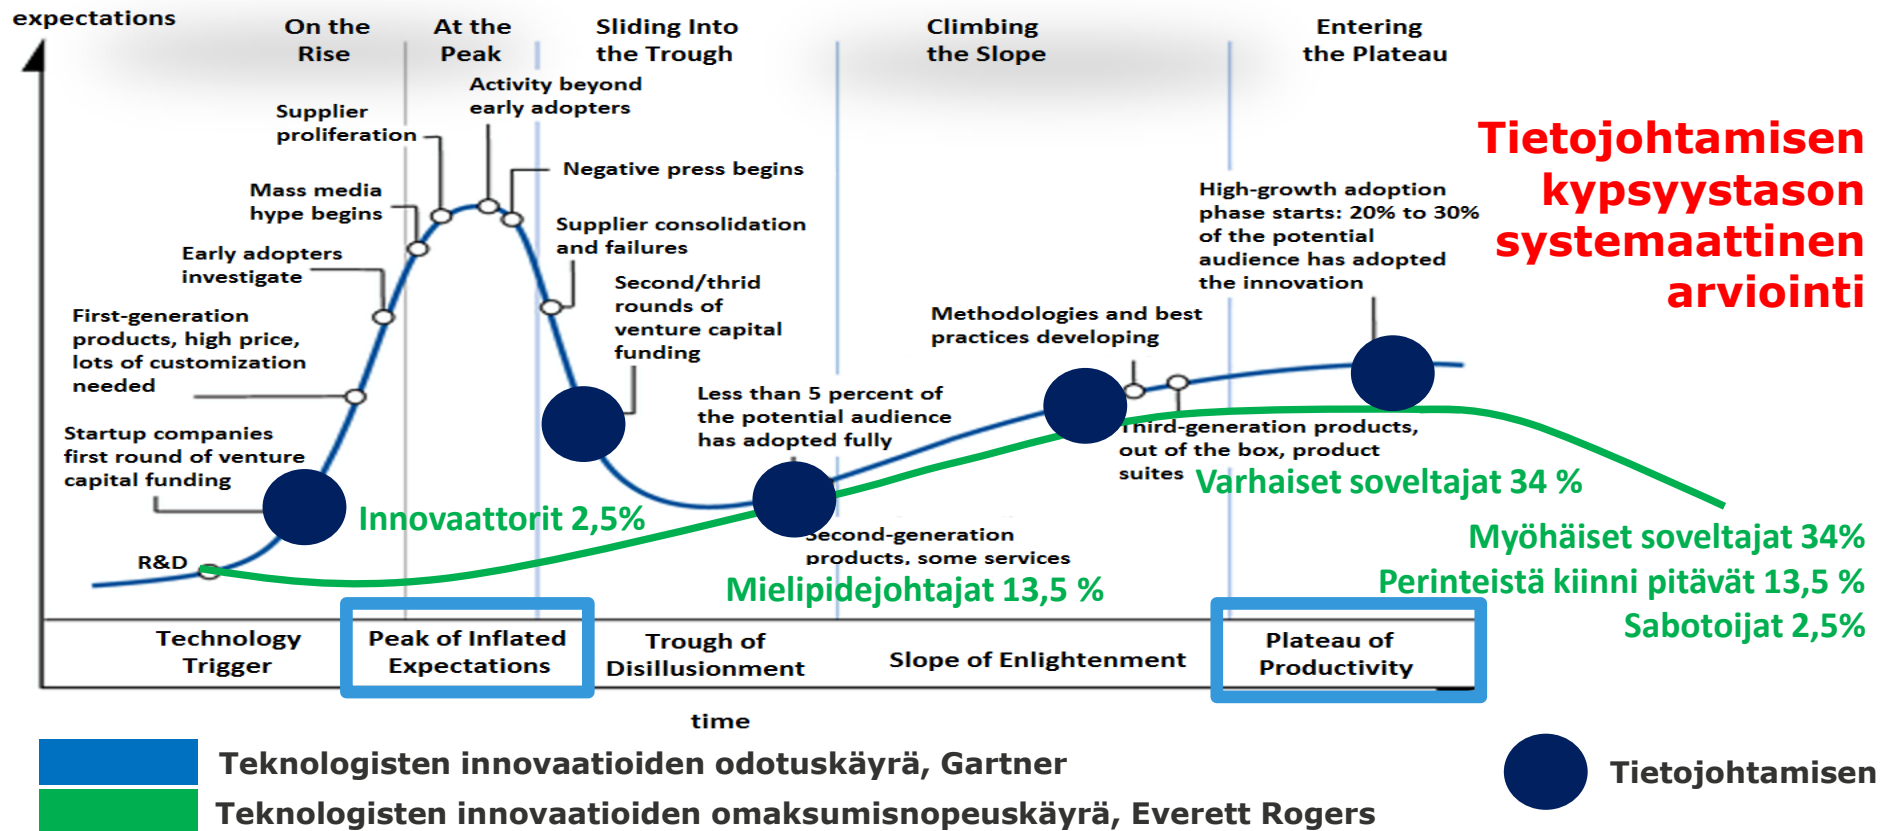 expectations
On the
Rise
At the
Peak
Sliding Into
the Trough
Climbing
the Slope
Entering
the Plateau
Activity beyond
early adopters
Supplier
proliferation
Negative press begins
Mass media
hype begins
Supplier consolidation
and failures
Early adopters
investigate
Second/thrid
rounds of
venture capital
funding
First-generation
products, high price,
lots of customization
needed
Less than 5 percent of
the potential audience
has adopted fully
Startup companies
first round of venture
capital funding
Methodologies and best
practices developing
High-growth adoption
phase starts: 20% to 30%
of the potential
audience has adopted
the innovation
Tietojohtamisen
kypsyystason
systemaattinen
arviointi
Third-generation products,
out of the box, product
suites
Varhaiset soveltajat 34 %
Innovaattorit 2,5%
R&D
Second-generation
products, some services
Mielipidejohtajat 13,5 %
Myöhäiset soveltajat 34%
Perinteistä kiinni pitävät 13,5 %
Sabotoijat 2,5%
Technology
Trigger
Peak of Inflated
Expectations
Trough of
Disillusionment
Slope of Enlightenment
Plateau of
Productivity
time
Teknologisten innovaatioiden odotuskäyrä, Gartner
Teknologisten innovaatioiden omaksumisnopeuskäyrä, Everett Rogers
Tietojohtamisen